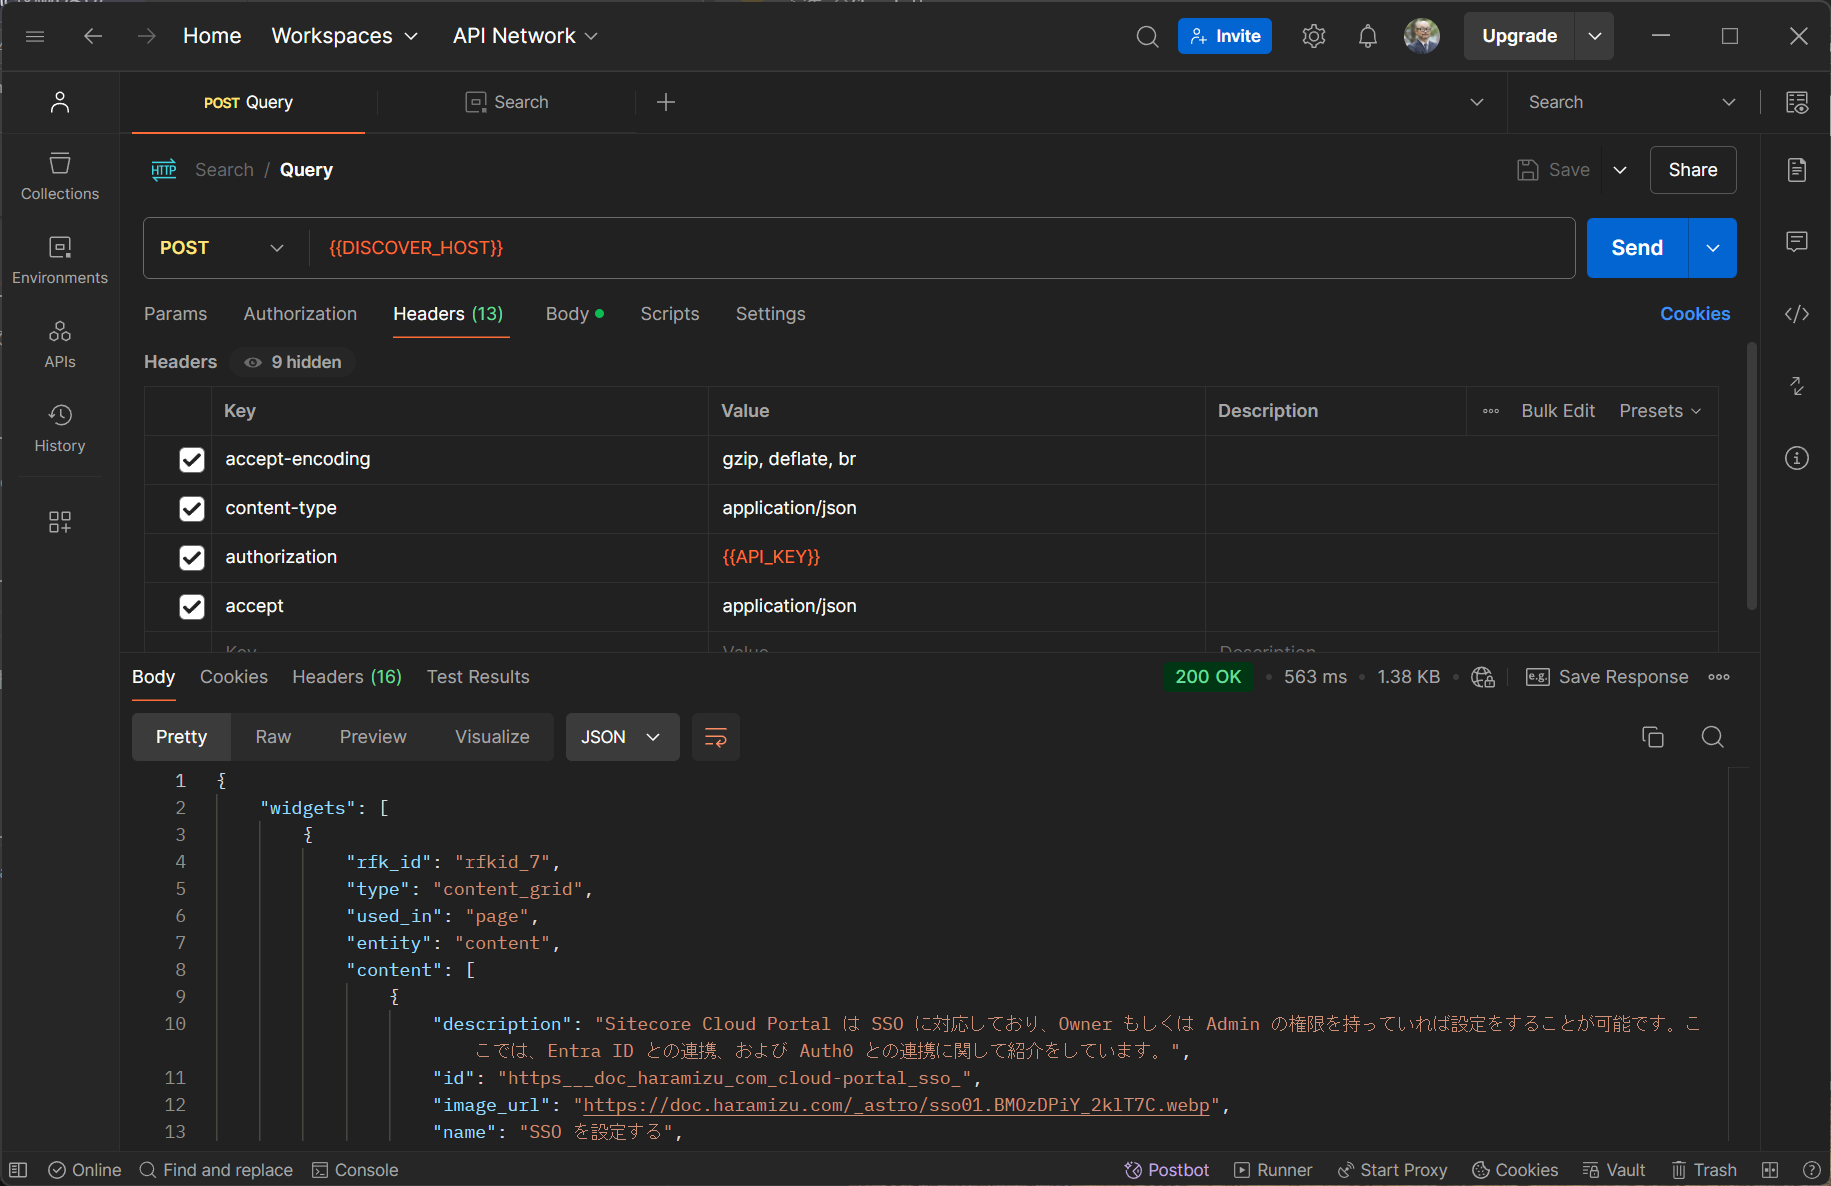 Home Workspaces API Network Invite Upgrade
POST Query Search Search
HTTP Search / Query Save Share
Collections
POST {{DISCOVER_HOST}} Send
Environments
Params Authorization Headers (13) Body Scripts Settings Cookies
APIs
Headers 9 hidden
Key Value Description Bulk Edit Presets
History
accept-encoding gzip, deflate, br
content-type application/json
authorization {{API_KEY}}
accept application/json
Key Value Description
Body Cookies Headers (16) Test Results 200 OK 563 ms 1.38 KB e.g. Save Response
Pretty Raw Preview Visualize JSON
1 {
2 "widgets": [
3 {
4 "rfk_id": "rfkid_7",
5 "type": "content_grid",
6 "used_in": "page",
7 "entity": "content",
8 "content": [
9 {
10 "description": "Sitecore Cloud Portal は SSO に対応しており、Owner もしくは Admin の権限を持っていれば設定をすることが可能です。こ
こでは、Entra ID との連携、および Auth0 との連携に関して紹介をしています。",
11 "id": "https___doc_haramizu_com_cloud-portal_sso_",
12 "image_url": "https://doc.haramizu.com/_astro/sso01.BMOzDPiY_2klT7C.webp",
13 "name": "SSO を設定する",
Online Find and replace Console Postbot Runner Start Proxy Cookies Vault Trash